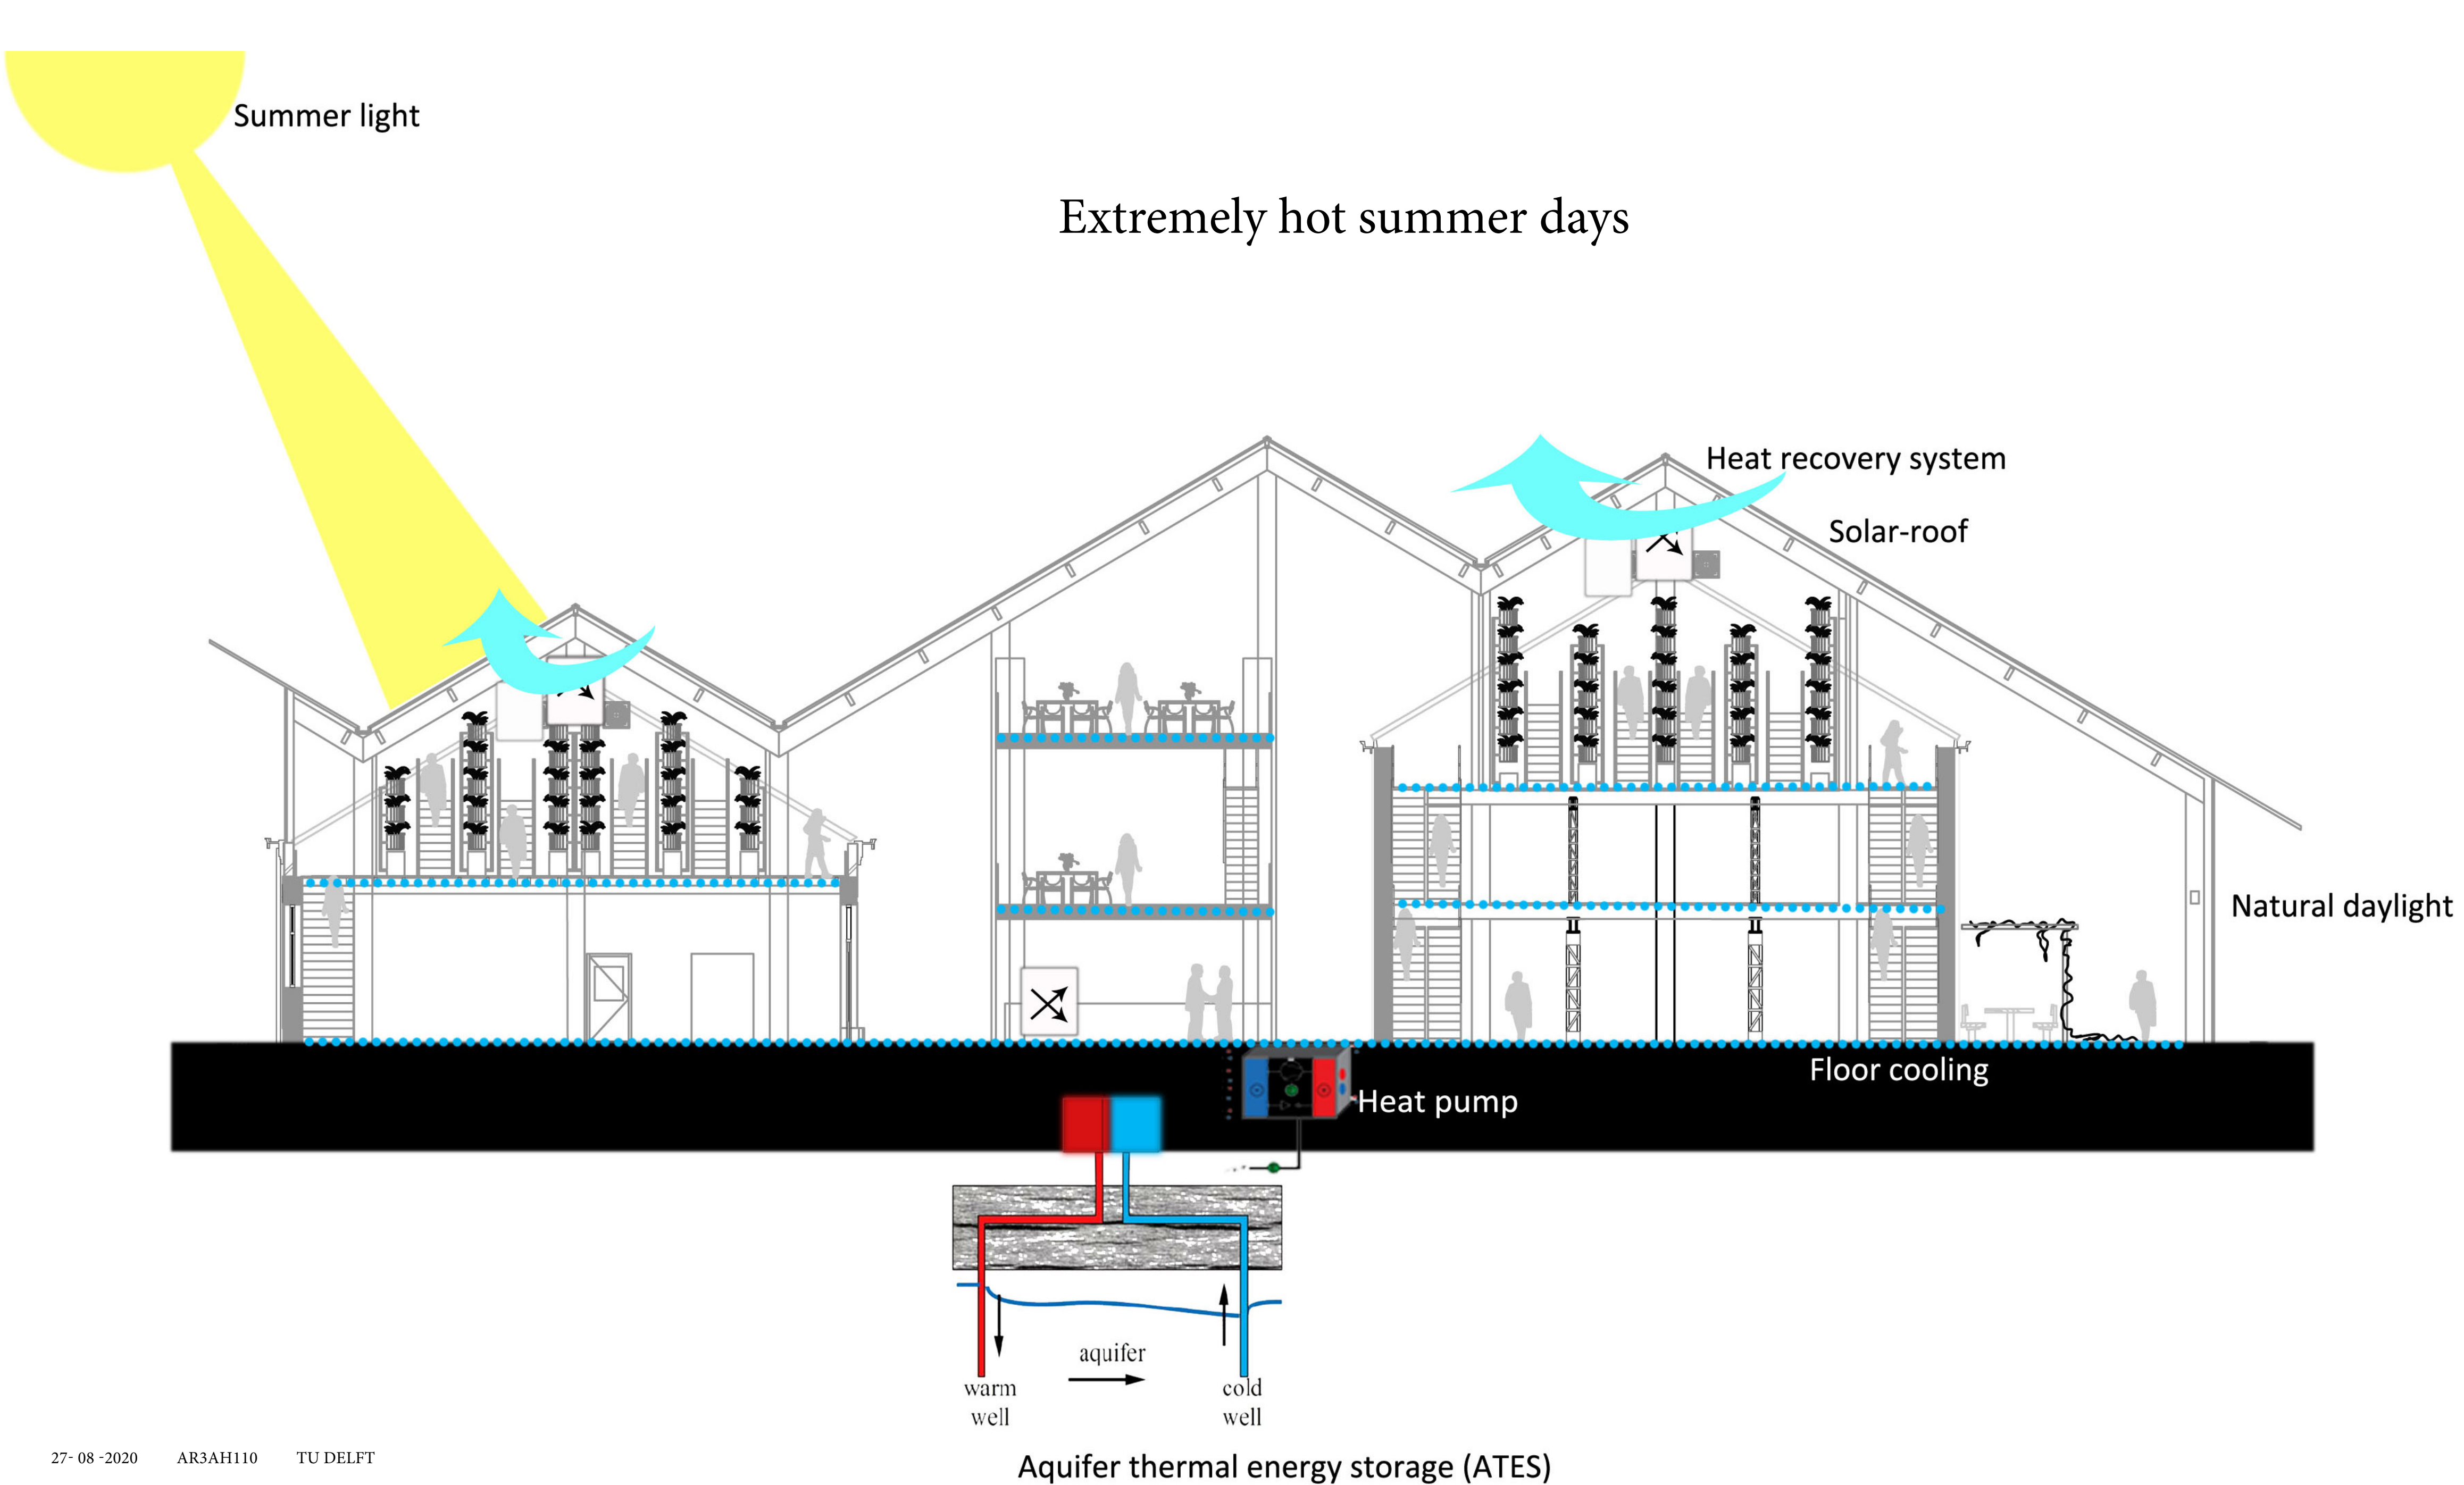 Summer light
Extremely hot summer days
Heat recovery system
Solar-roof
Natural daylight
Floor cooling
Heat pump
aquifer
warm
well
cold
well
27- 08 -2020 AR3AH110 TU DELFT
Aquifer thermal energy storage (ATES)